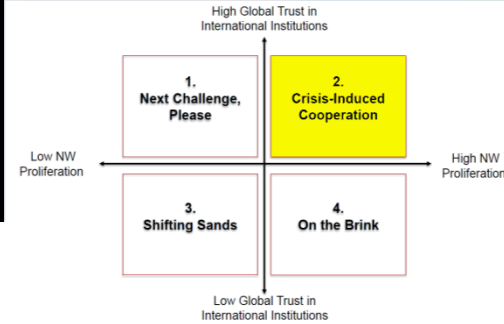 High Global Trust in
International Institutions
1.
Next Challenge,
Please
2.
Crisis-Induced
Cooperation
Low NW
Proliferation
High NW
Proliferation
3.
Shifting Sands
4.
On the Brink
Low Global Trust in
International Institutions